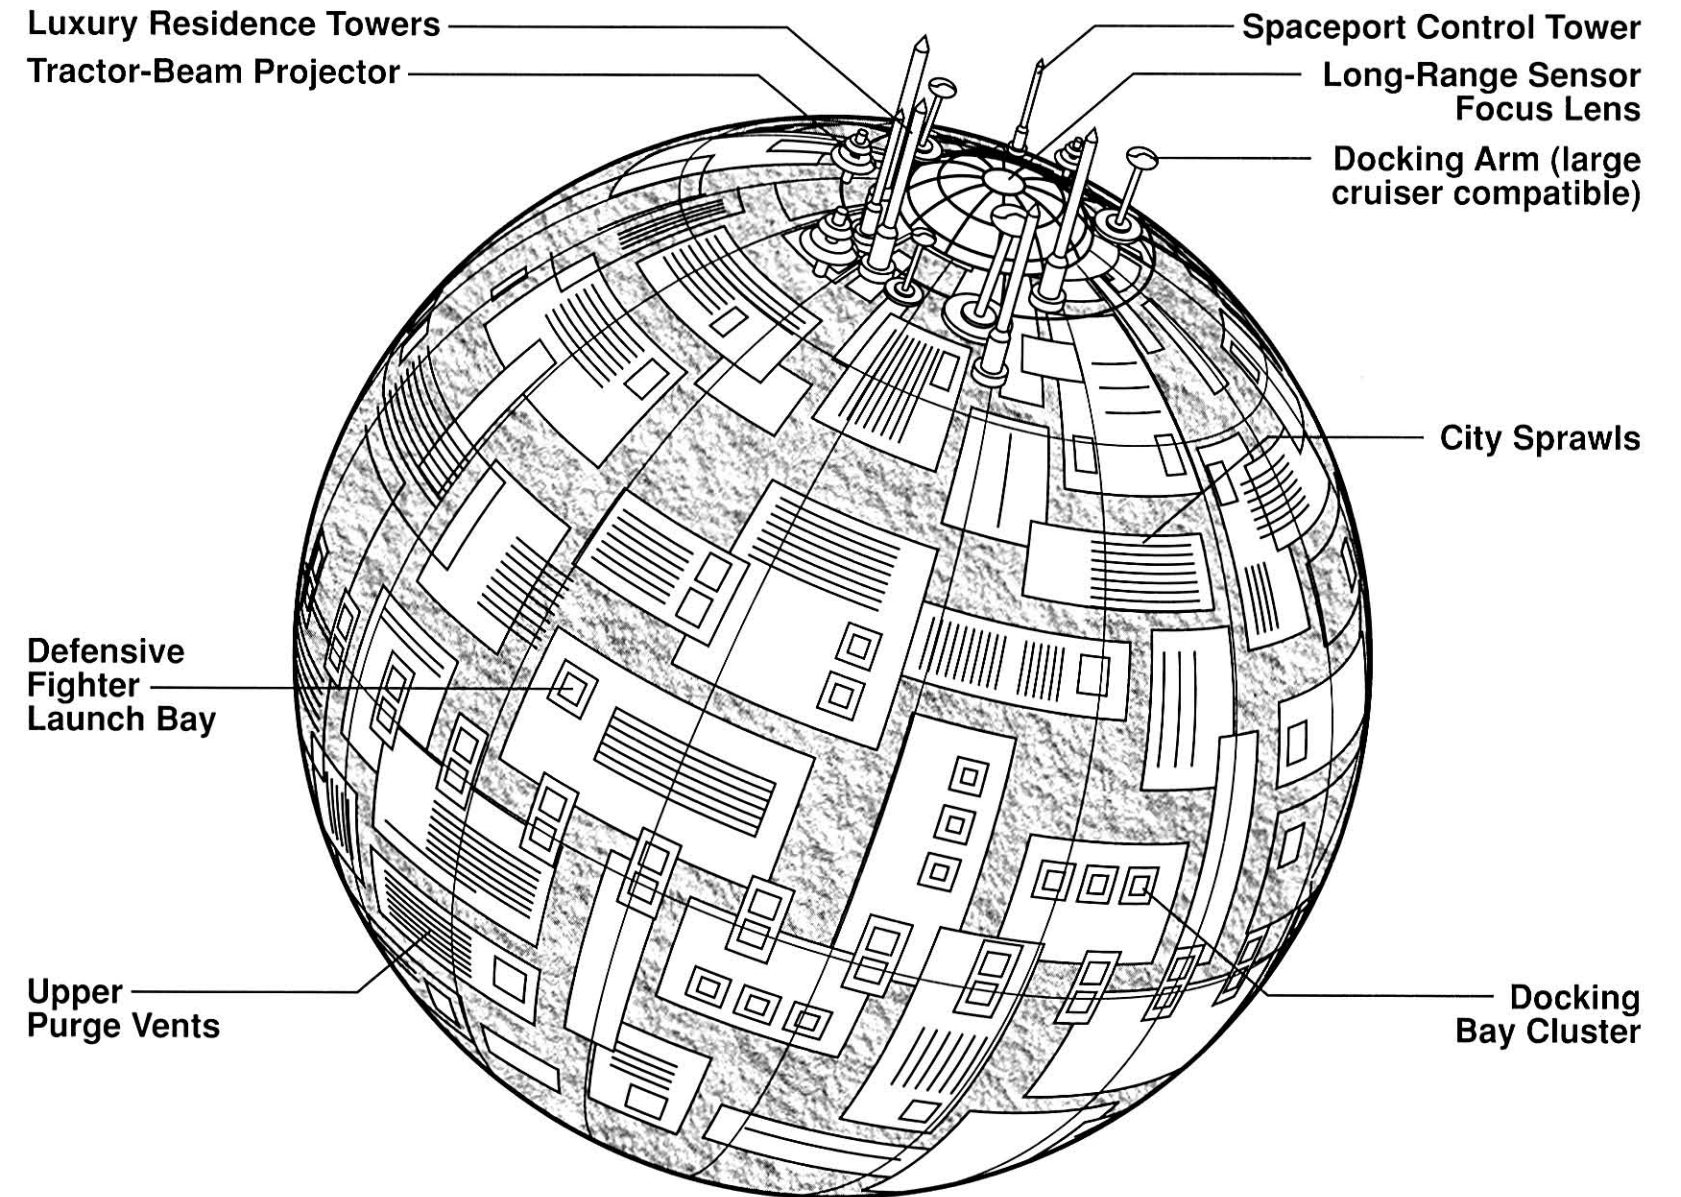 Luxury Residence Towers
Tractor-Beam Projector
Spaceport Control Tower
Long-Range Sensor
Focus Lens
Docking Arm (large
cruiser compatible)
City Sprawls
Defensive
Fighter
Launch Bay
Upper
Purge Vents
Docking
Bay Cluster